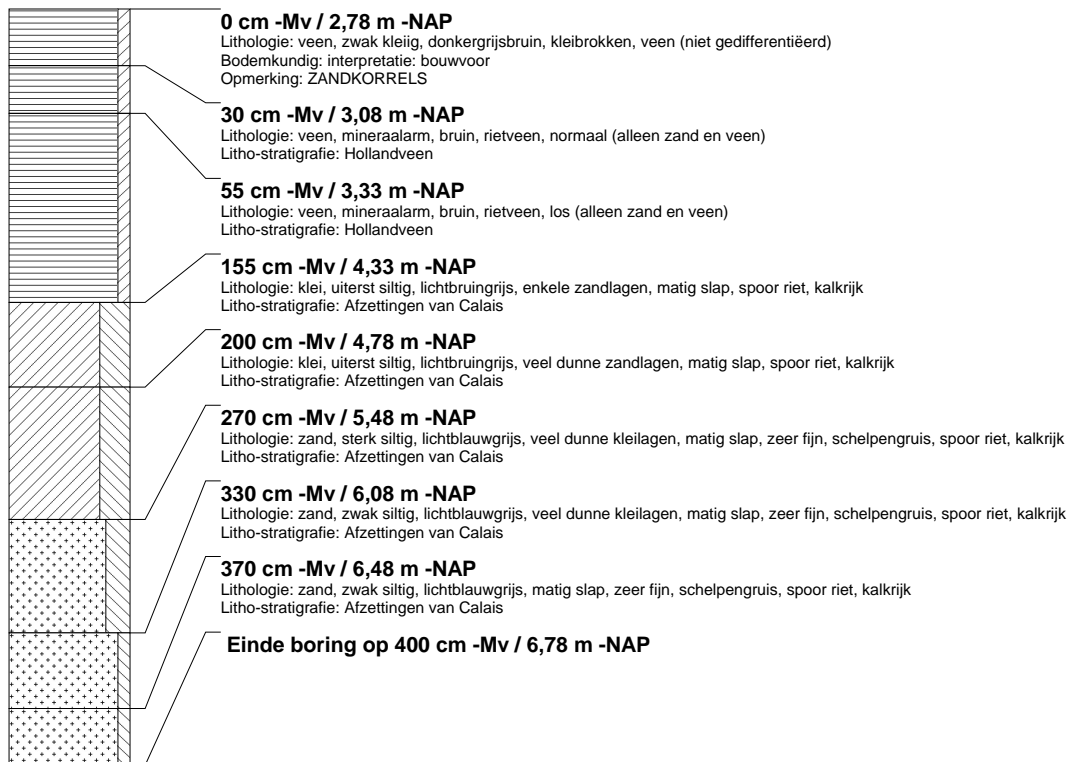 0 cm -Mv / 2,78 m -NAP
Lithologie: veen, zwak kleiig, donkergrijsbruin, kleibrokken, veen (niet gedifferentiëerd)
Bodemkundig: interpretatie: bouwvoor
Opmerking: ZANDKORRELS
30 cm -Mv / 3,08 m -NAP
Lithologie: veen, mineraalarm, bruin, rietveen, normaal (alleen zand en veen)
Litho-stratigrafie: Hollandveen
55 cm -Mv / 3,33 m -NAP
Lithologie: veen, mineraalarm, bruin, rietveen, los (alleen zand en veen)
Litho-stratigrafie: Hollandveen
155 cm -Mv / 4,33 m -NAP
Lithologie: klei, uiterst siltig, lichtbruingrijs, enkele zandlagen, matig slap, spoor riet, kalkrijk
Litho-stratigrafie: Afzettingen van Calais
200 cm -Mv / 4,78 m -NAP
Lithologie: klei, uiterst siltig, lichtbruingrijs, veel dunne zandlagen, matig slap, spoor riet, kalkrijk
Litho-stratigrafie: Afzettingen van Calais
270 cm -Mv / 5,48 m -NAP
Lithologie: zand, sterk siltig, lichtblauwgrijs, veel dunne kleilagen, matig slap, zeer fijn, schelpengruis, spoor riet, kalkrijk
Litho-stratigrafie: Afzettingen van Calais
330 cm -Mv / 6,08 m -NAP
Lithologie: zand, zwak siltig, lichtblauwgrijs, veel dunne kleilagen, matig slap, zeer fijn, schelpengruis, spoor riet, kalkrijk
Litho-stratigrafie: Afzettingen van Calais
370 cm -Mv / 6,48 m -NAP
Lithologie: zand, zwak siltig, lichtblauwgrijs, matig slap, zeer fijn, schelpengruis, spoor riet, kalkrijk
Litho-stratigrafie: Afzettingen van Calais
Einde boring op 400 cm -Mv / 6,78 m -NAP